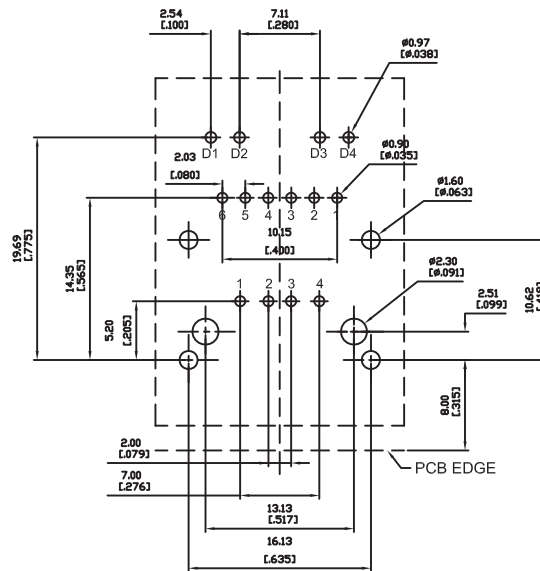 2.54
[.100]
7.11
[.280]
ø0.97
[ø.038]
D1 D2 D3 D4
2.03
[.080]
ø0.90
[ø.035]
6 5 4 3 2 1
ø1.60
[ø.063]
10.15
[.400]
19.69
[.775]
14.35
[.565]
ø2.30
[ø.091]
1 2 3 4
2.51
[.099]
10.62
[.418]
5.20
[.205]
8.00
[.315]
2.00
[.079]
PCB EDGE
7.00
[.276]
13.13
[.517]
16.13
[.635]